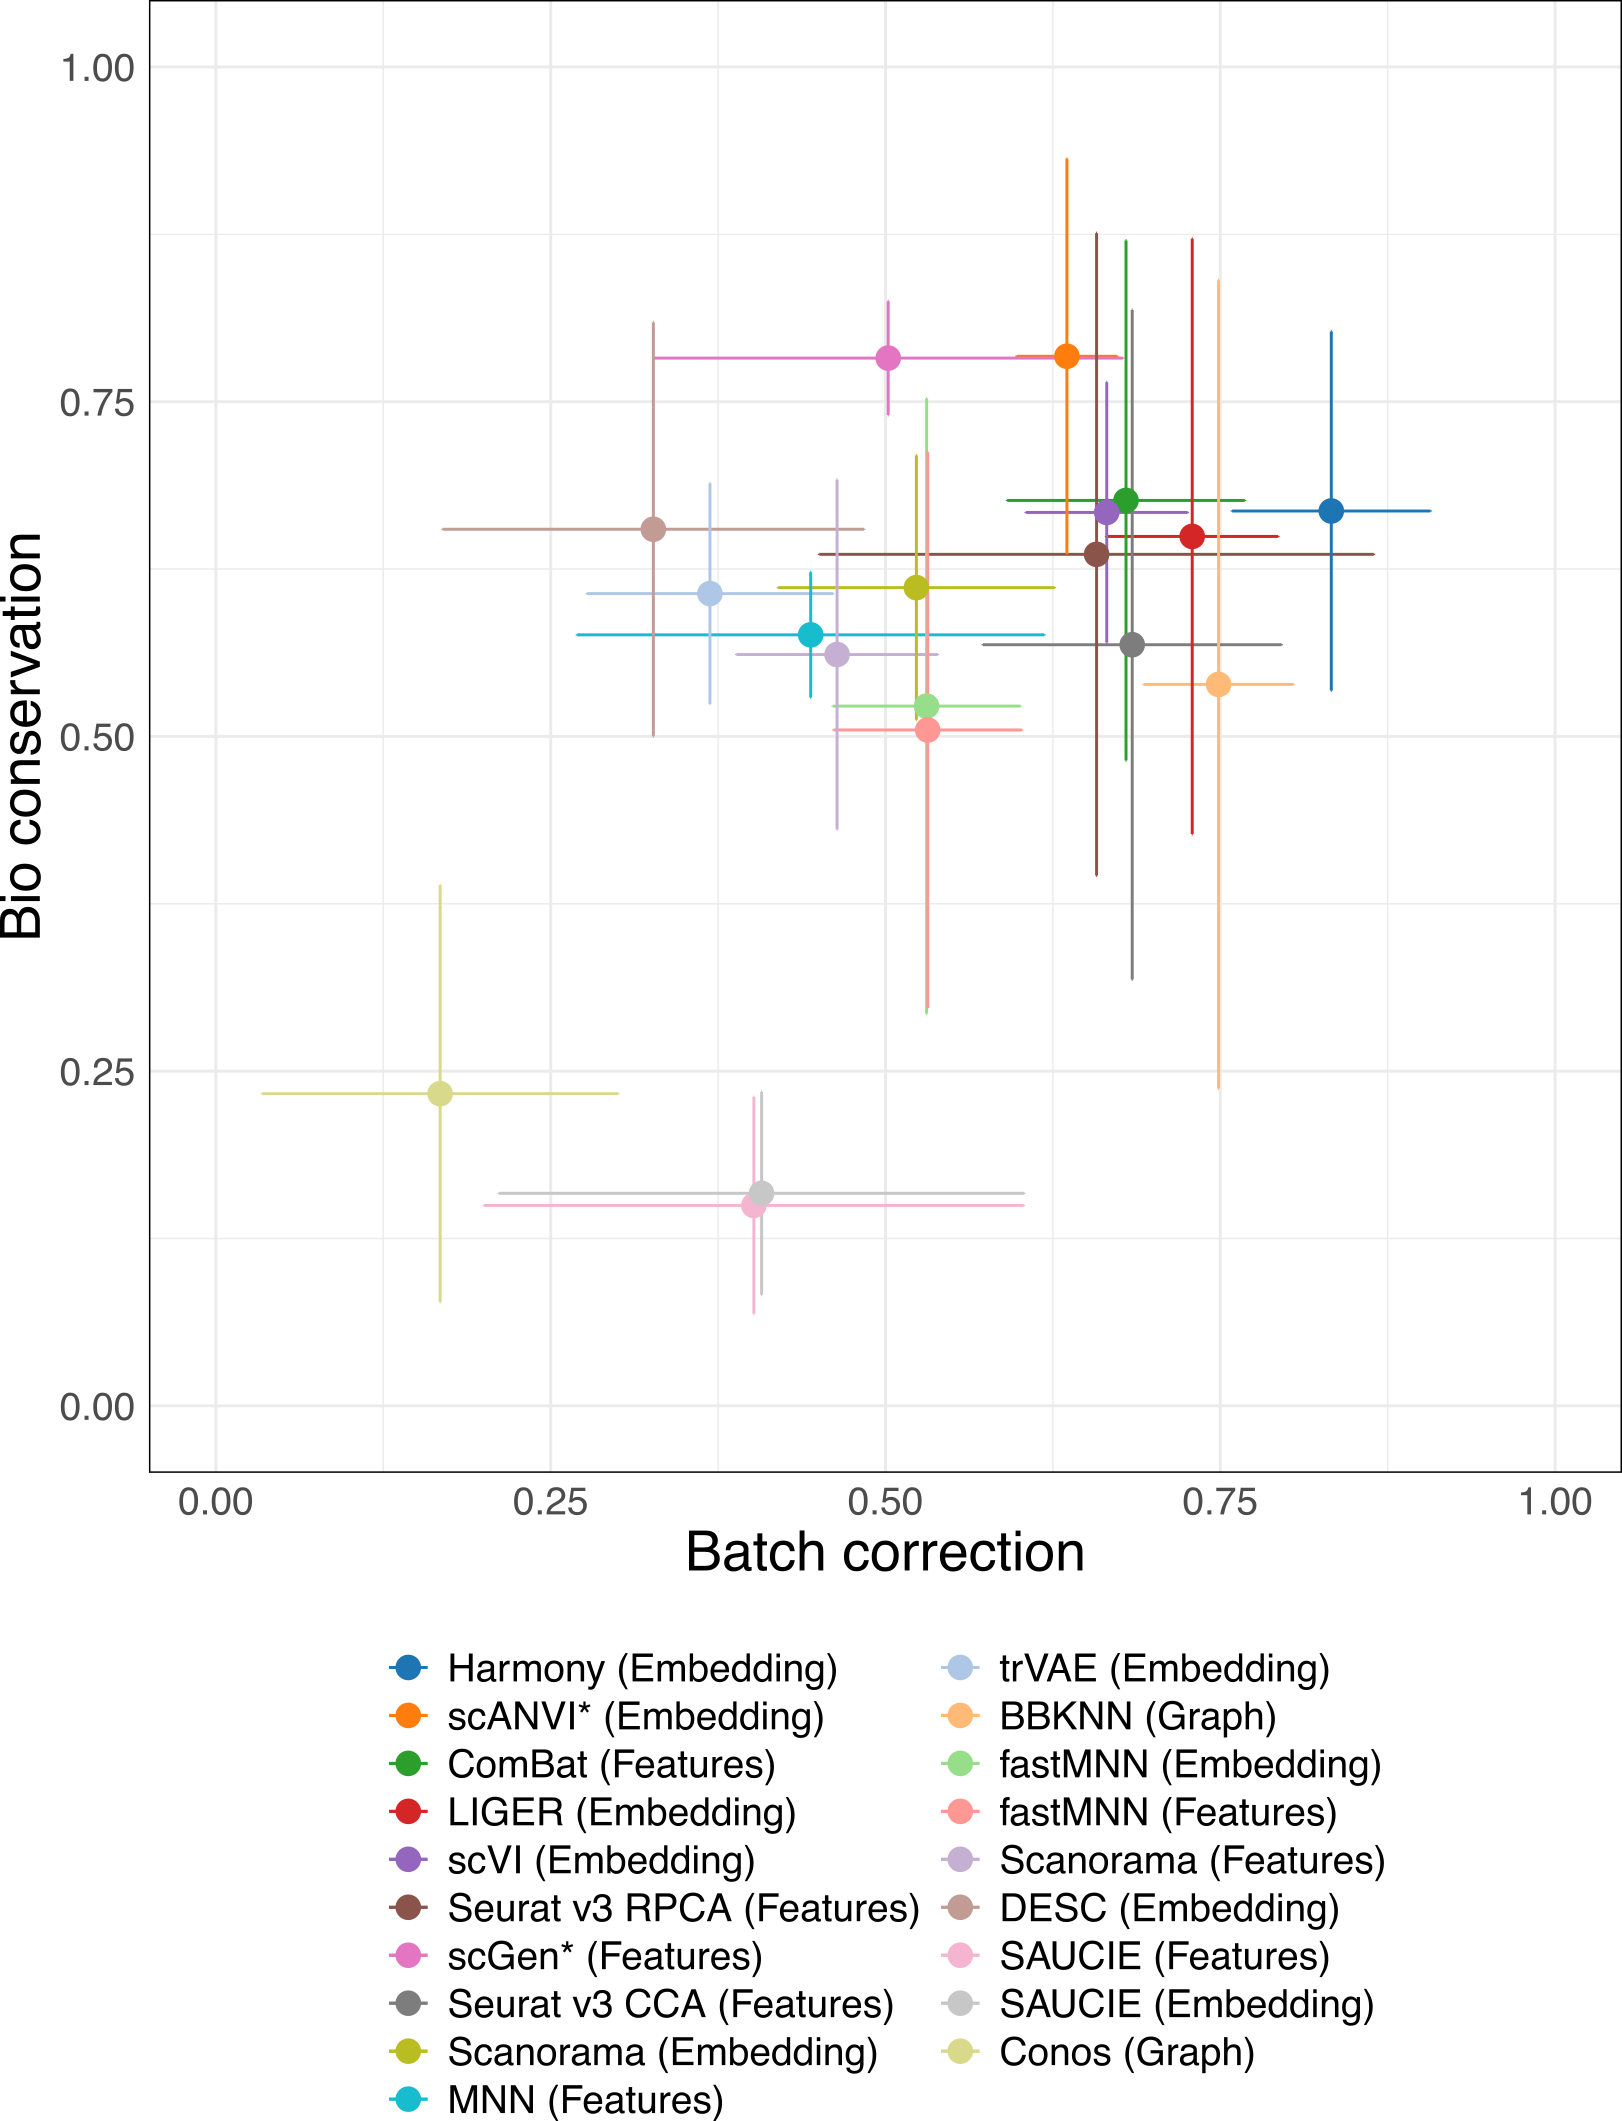 1.00
0.75
0.50
0.25
0.00
Bio conservation
0.00 0.25 0.50 0.75 1.00
Batch correction
Harmony (Embedding)
scANVI* (Embedding)
ComBat (Features)
LIGER (Embedding)
scVI (Embedding)
Seurat v3 RPCA (Features)
scGen* (Features)
Seurat v3 CCA (Features)
Scanorama (Embedding)
MNN (Features)
trVAE (Embedding)
BBKNN (Graph)
fastMNN (Embedding)
fastMNN (Features)
Scanorama (Features)
DESC (Embedding)
SAUCIE (Features)
SAUCIE (Embedding)
Conos (Graph)